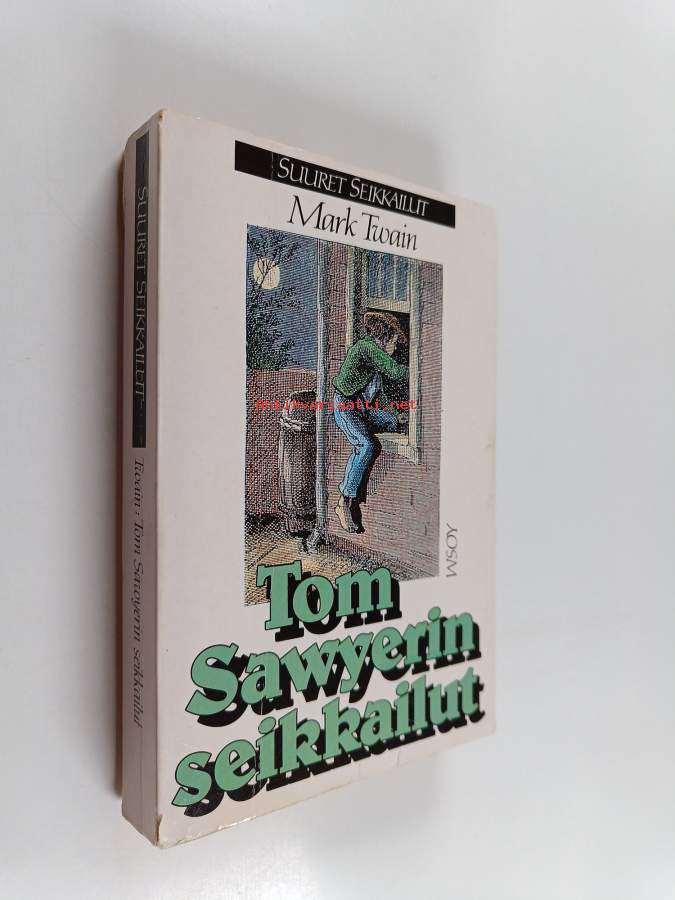 SUURET SEIKKAILUT
Mark Twain
antikvariaatti.net
WSOY
Tom
Sawyerin
seikkailut
SUURET SEIKKAILUT
Twain: Tom Sawyerin seikkailut